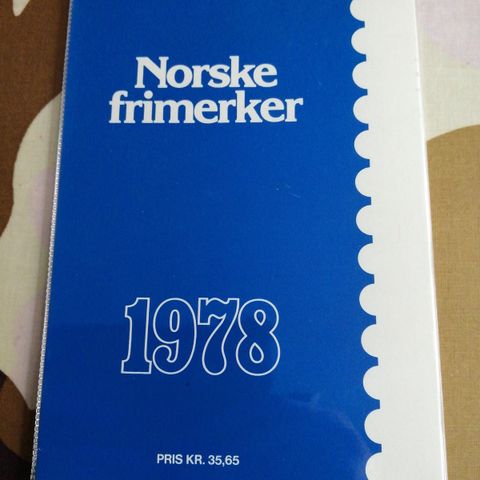 Norske
frimerker
1978
PRIS KR. 35,65